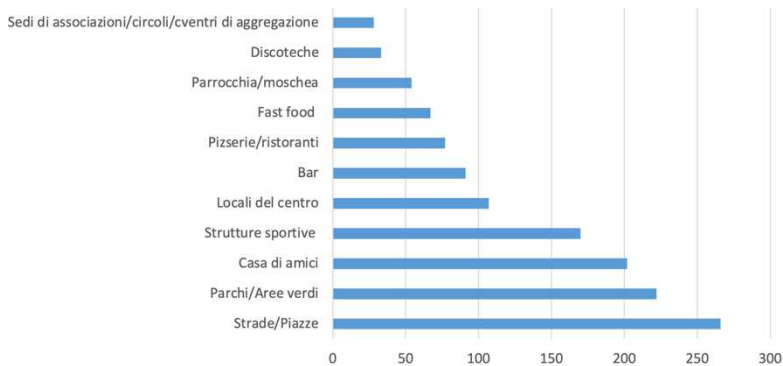 Sedi di associazioni/circoli/cventri di aggregazione
Discoteche
Parrocchia/moschea
Fast food
Pizserie/ristoranti
Bar
Locali del centro
Strutture sportive
Casa di amici
Parchi/Aree verdi
Strade/Piazze
0 50 100 150 200 250 300